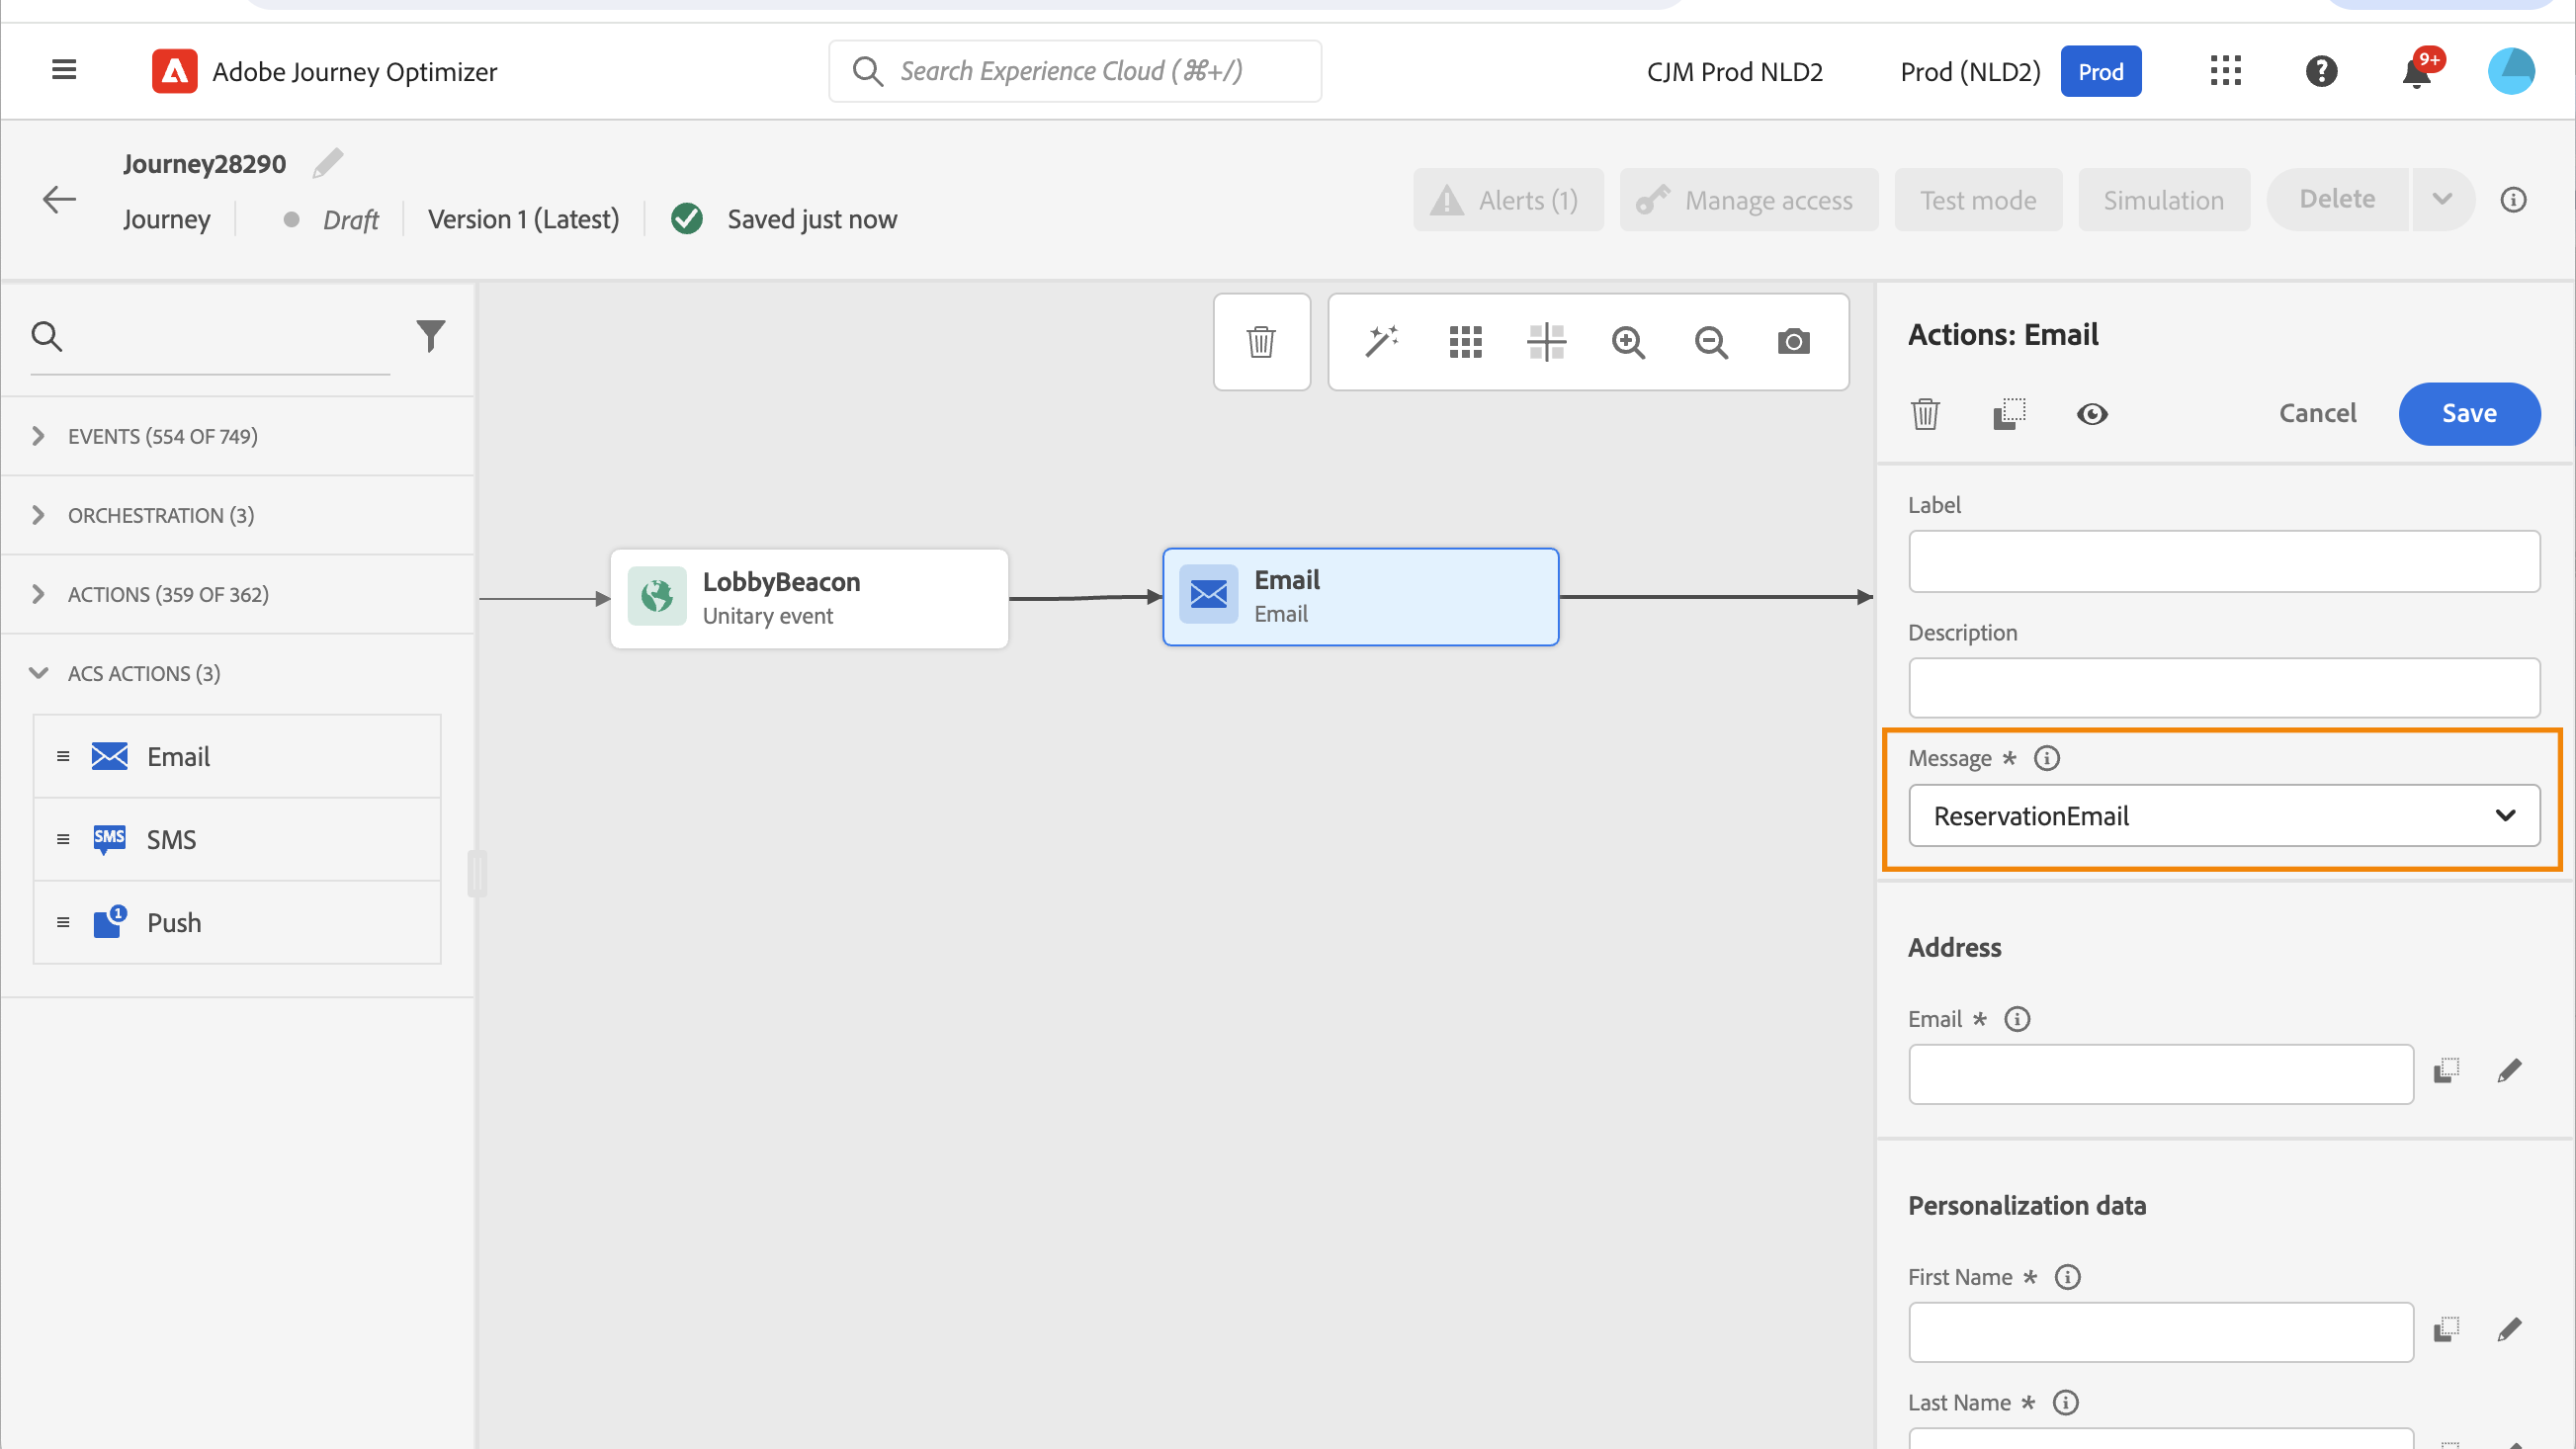 Adobe Journey Optimizer
Search Experience Cloud (⌘+/)
CJM Prod NLD2
Prod (NLD2)
Prod
9+
Journey28290
Journey
Draft
Version 1 (Latest)
Saved just now
Alerts (1)
Manage access
Test mode
Simulation
Delete
EVENTS (554 OF 749)
ORCHESTRATION (3)
ACTIONS (359 OF 362)
ACS ACTIONS (3)
Email
SMS
SMS
1
Push
LobbyBeacon
Unitary event
Email
Email
Actions: Email
Cancel
Save
Label
Description
Message *
ReservationEmail
Address
Email *
Personalization data
First Name *
Last Name *